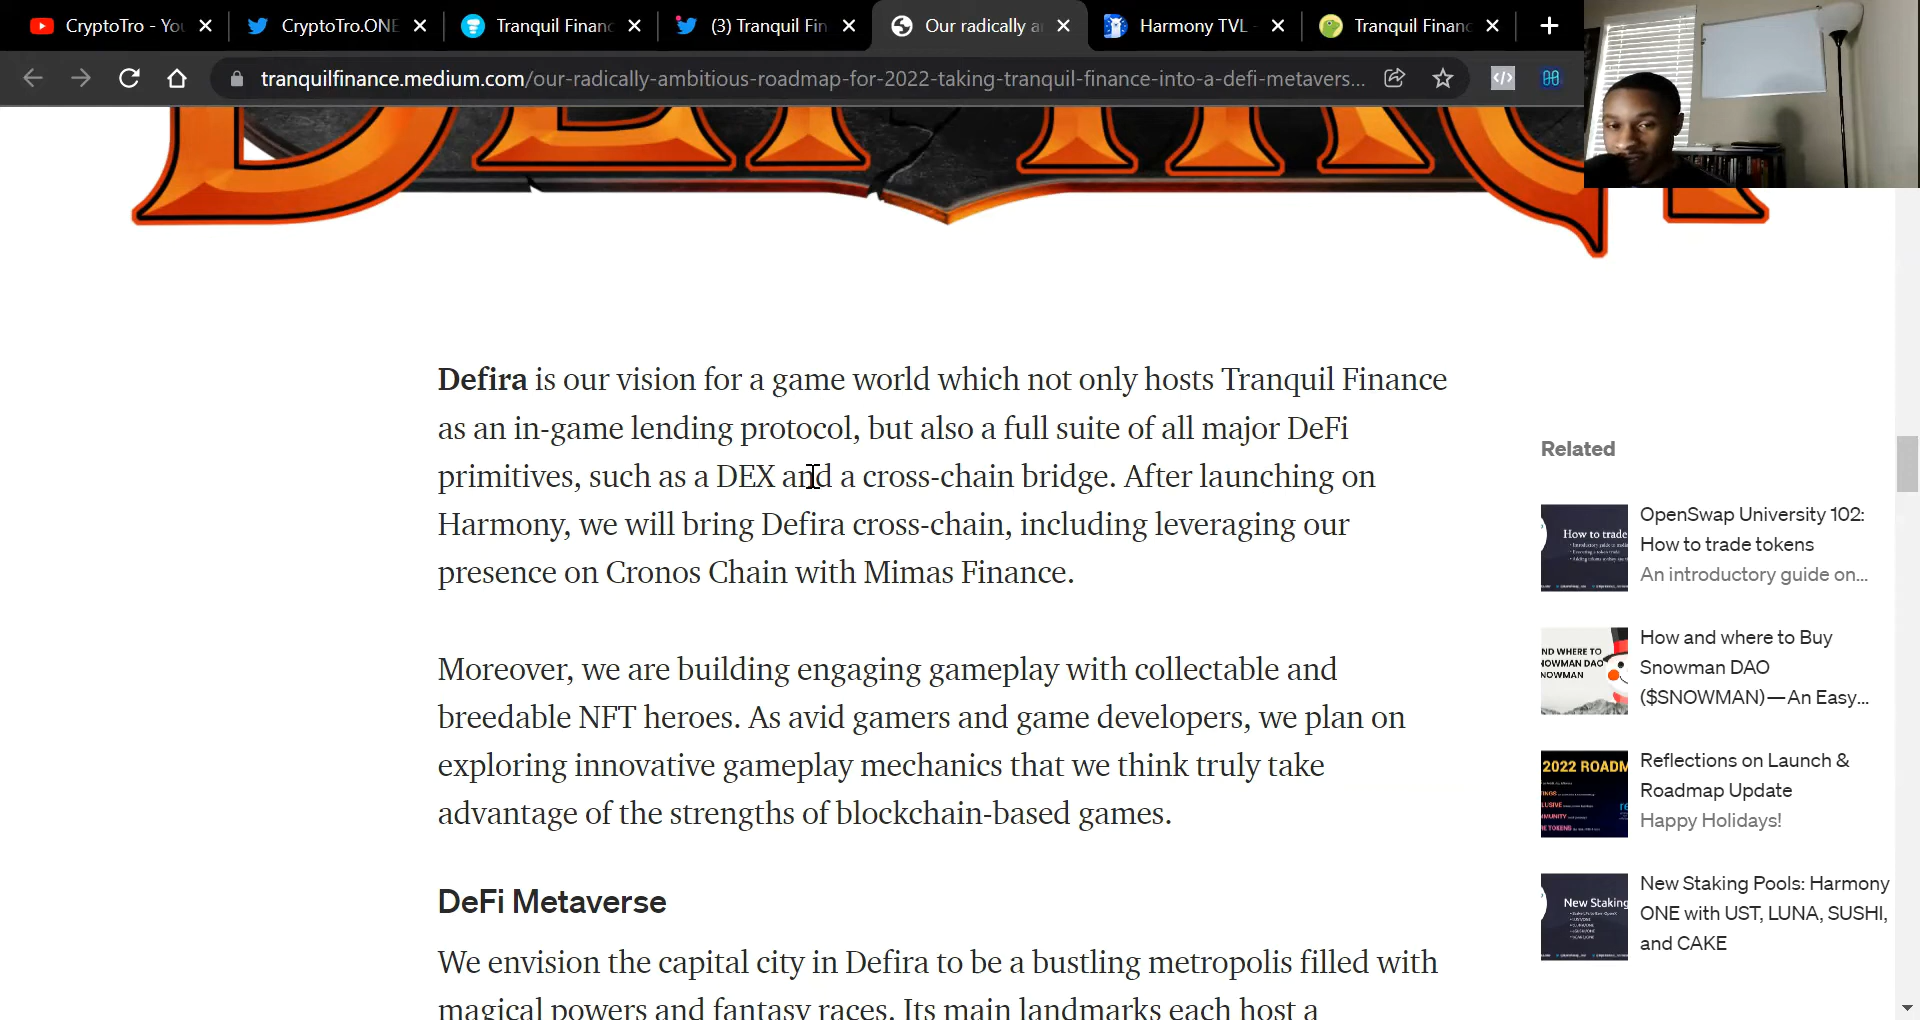 CryptoTro - You
CryptoTro.ONE
Tranquil Financ
(3) Tranquil Fin
Our radically a
Harmony TVL -
Tranquil Financ
tranquilfinance.medium.com/our-radically-ambitious-roadmap-for-2022-taking-tranquil-finance-into-a-defi-metavers...
Defira is our vision for a game world which not only hosts Tranquil Finance
as an in-game lending protocol, but also a full suite of all major DeFi
primitives, such as a DEX and a cross-chain bridge. After launching on
Harmony, we will bring Defira cross-chain, including leveraging our
presence on Cronos Chain with Mimas Finance.
Moreover, we are building engaging gameplay with collectable and
breedable NFT heroes. As avid gamers and game developers, we plan on
exploring innovative gameplay mechanics that we think truly take
advantage of the strengths of blockchain-based games.
DeFi Metaverse
We envision the capital city in Defira to be a bustling metropolis filled with
magical powers and fantasy races. Its main landmarks each host a
Related
How to trade
OpenSwap University 102:
How to trade tokens
An introductory guide on...
ND WHERE TO
NOWMAN DAO
NOWMAN
How and where to Buy
Snowman DAO
($SNOWMAN)—An Easy...
2022 ROADM
Reflections on Launch &
Roadmap Update
Happy Holidays!
New Staking
New Staking Pools: Harmony
ONE with UST, LUNA, SUSHI,
and CAKE